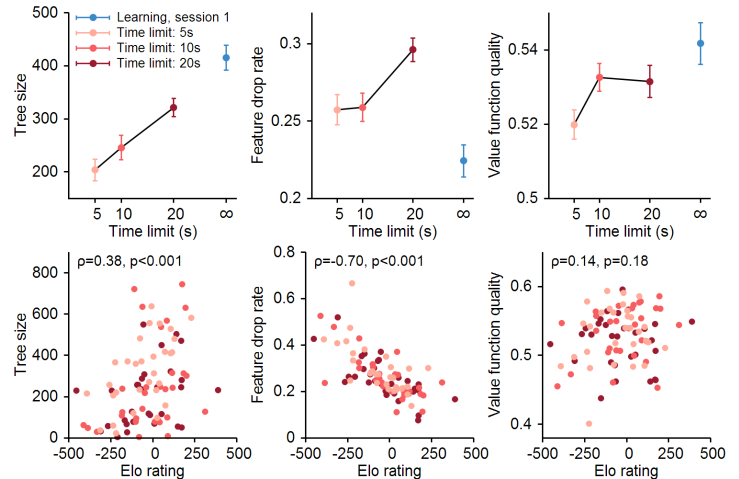 500
400
300
200
Tree size
Learning, session 1
Time limit: 5s
Time limit: 10s
Time limit: 20s
5 10 20 ∞
Time limit (s)
0.3
0.25
0.2
Feature drop rate
5 10 20 ∞
Time limit (s)
0.54
0.52
0.5
Value function quality
5 10 20 ∞
Time limit (s)
800
600
400
200
0
Tree size
ρ=0.38, p<0.001
-500 -250 0 250 500
Elo rating
0.8
0.6
0.4
0.2
0
Feature drop rate
ρ=-0.70, p<0.001
-500 -250 0 250 500
Elo rating
0.6
0.5
0.4
Value function quality
ρ=0.14, p=0.18
-500 -250 0 250 500
Elo rating